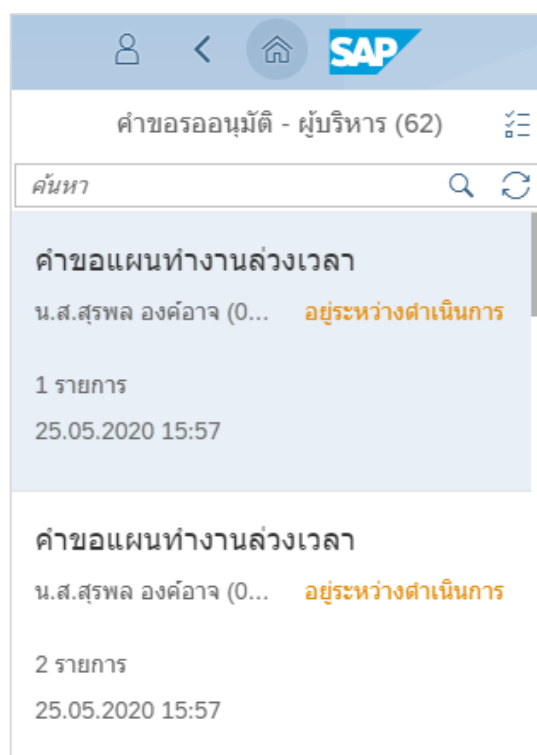 SAP
คำขอรออนุมัติ - ผู้บริหาร (62)
ค้นหา
คำขอแผนทำงานล่วงเวลา
น.ส.สุรพล องค์อาจ (0... อยู่ระหว่างดำเนินการ
1 รายการ
25.05.2020 15:57
คำขอแผนทำงานล่วงเวลา
น.ส.สุรพล องค์อาจ (0... อยู่ระหว่างดำเนินการ
2 รายการ
25.05.2020 15:57